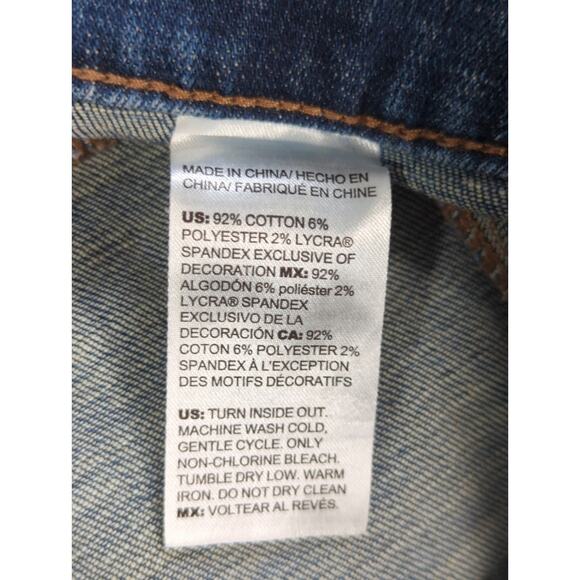 MADE IN CHINA/ HECHO EN
CHINA/ FABRIQUÉ EN CHINE
US: 92% COTTON 6%
POLYESTER 2% LYCRA®
SPANDEX EXCLUSIVE OF
DECORATION MX: 92%
ALGODÓN 6% poliéster 2%
LYCRA® SPANDEX
EXCLUSIVO DE LA
DECORACIÓN CA: 92%
COTON 6% POLYESTER 2%
SPANDEX À L'EXCEPTION
DES MOTIFS DÉCORATIFS
US: TURN INSIDE OUT.
MACHINE WASH COLD,
GENTLE CYCLE. ONLY
NON-CHLORINE BLEACH.
TUMBLE DRY LOW. WARM
IRON. DO NOT DRY CLEAN
MX: VOLTEAR AL REVÉS.